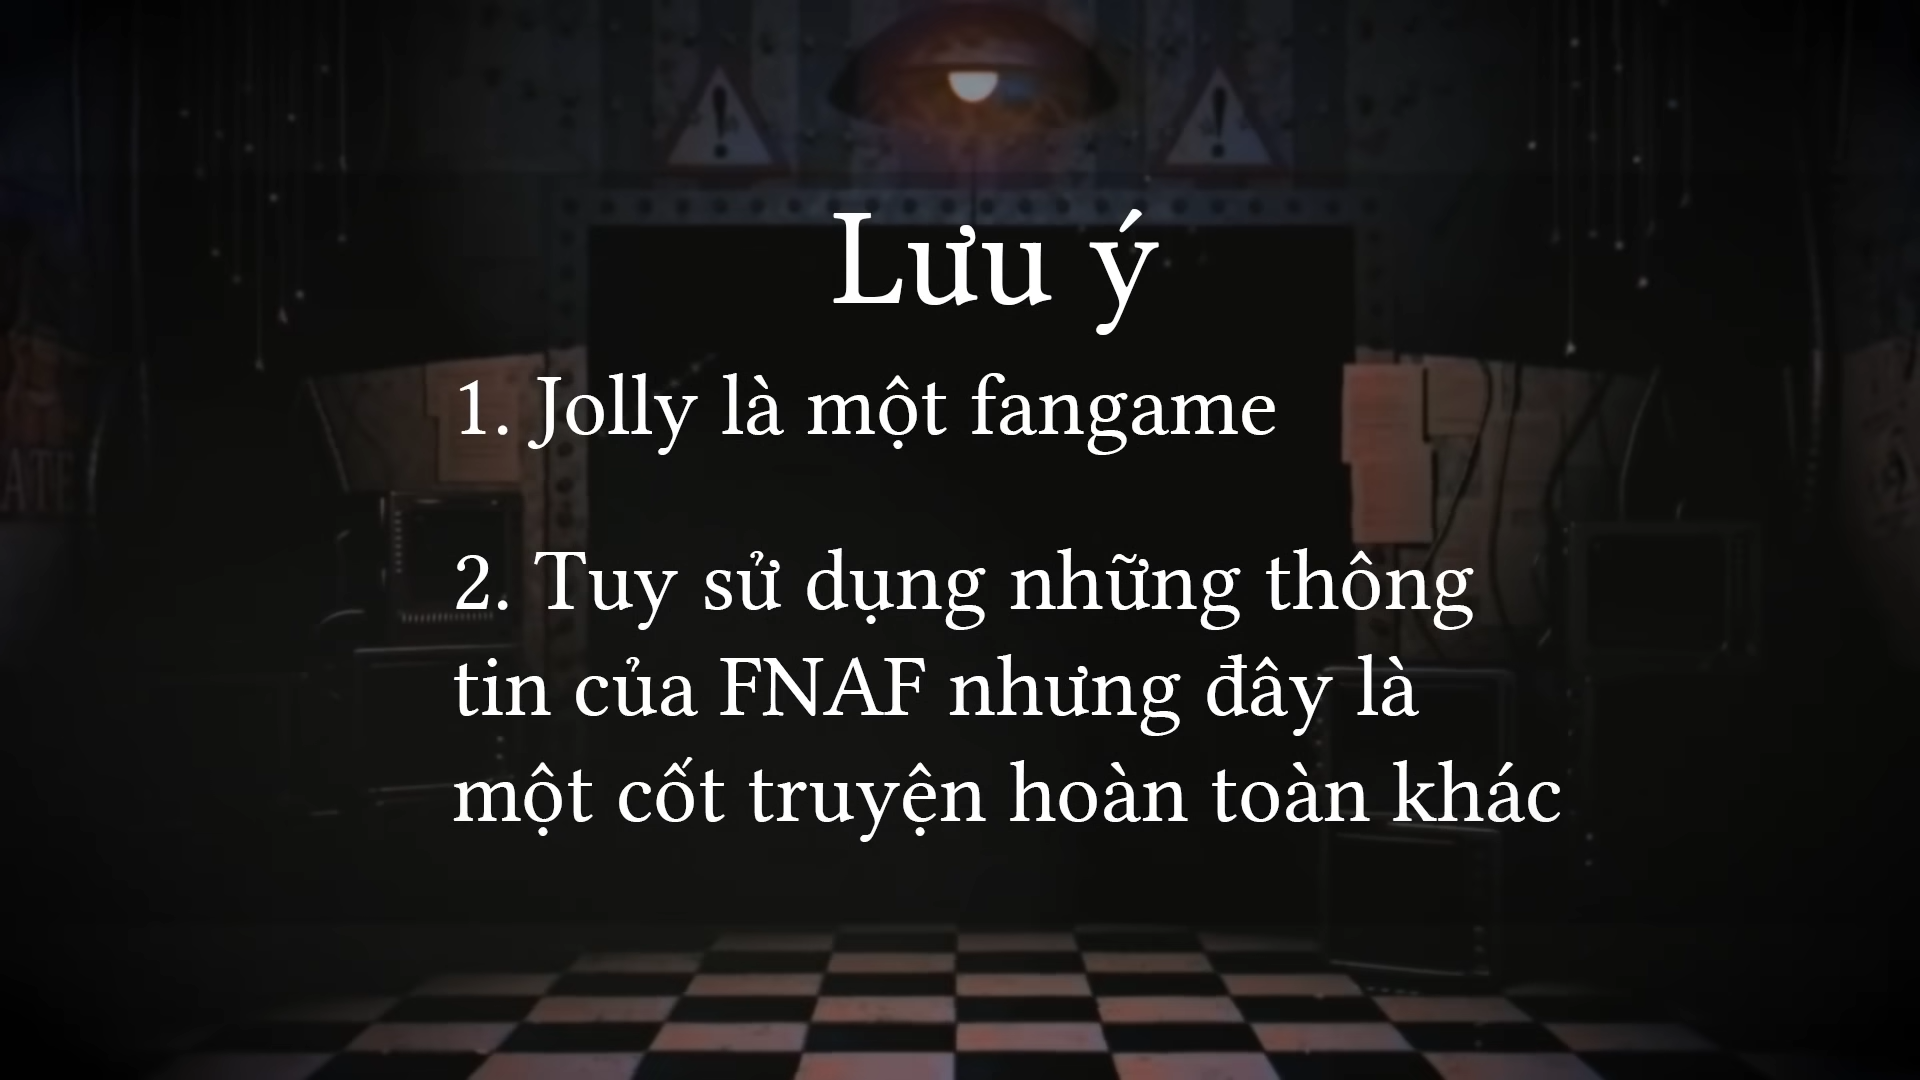 Lưu ý
1. Jolly là một fangame
2. Tuy sử dụng những thông
tin của FNAF nhưng đây là
một cốt truyện hoàn toàn khác